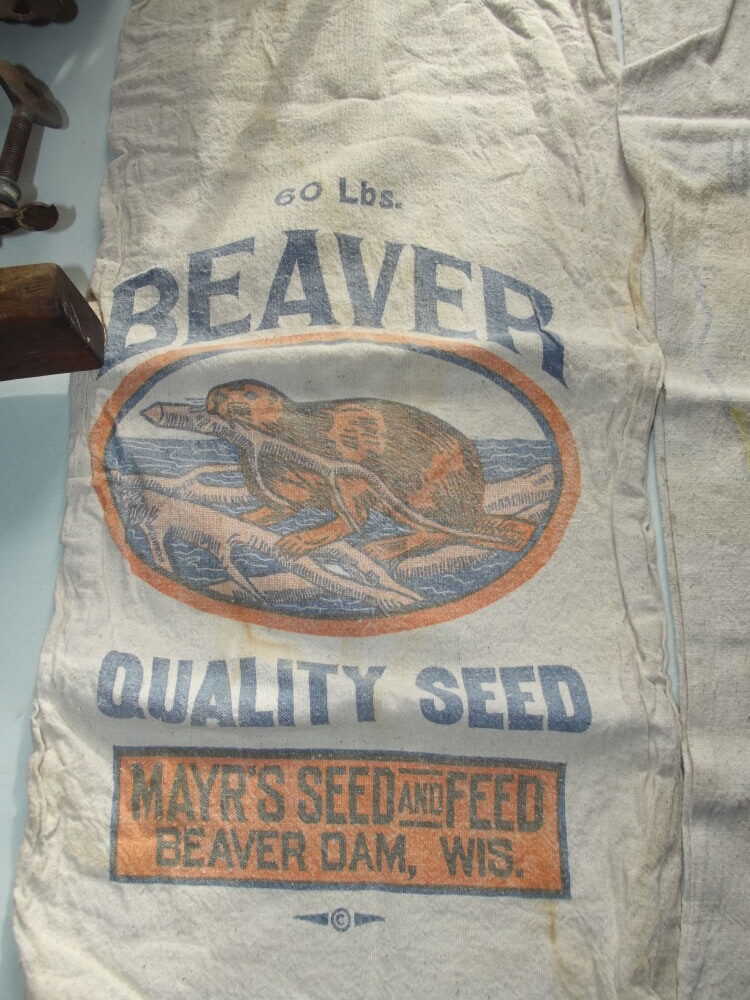 60 Lbs.
BEAVER
QUALITY SEED
MAYR'S SEED AND FEED
BEAVER DAM, WIS.
©